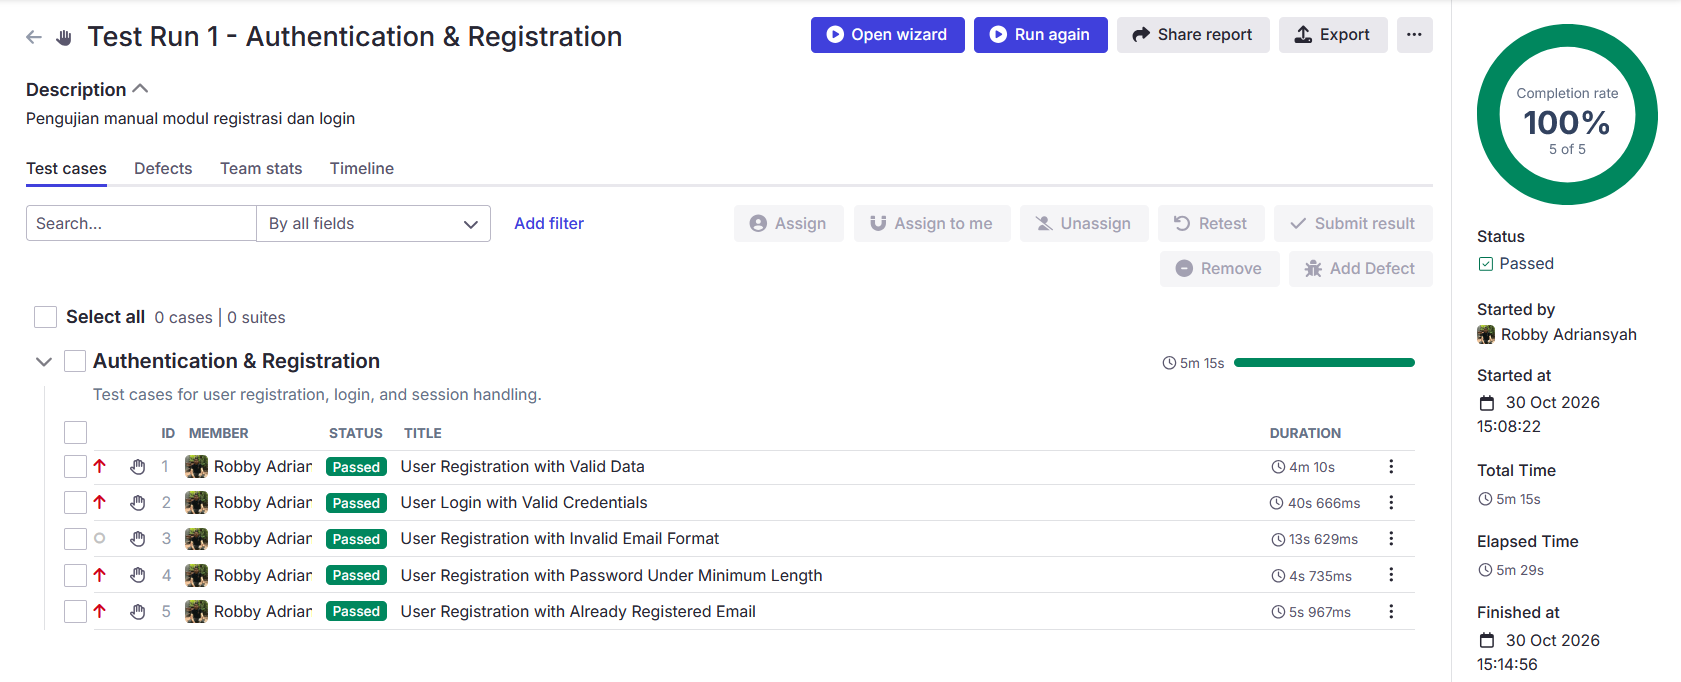 Test Run 1 - Authentication & Registration
Open wizard
Run again
Share report
Export
Description
Pengujian manual modul registrasi dan login
Test cases Defects Team stats Timeline
Search... By all fields Add filter
Assign Assign to me Unassign Retest Submit result
Remove Add Defect
Select all 0 cases | 0 suites
Authentication & Registration 5m 15s
Test cases for user registration, login, and session handling.
ID MEMBER STATUS TITLE DURATION
1 Robby Adrian Passed User Registration with Valid Data 4m 10s
2 Robby Adrian Passed User Login with Valid Credentials 40s 666ms
3 Robby Adrian Passed User Registration with Invalid Email Format 13s 629ms
4 Robby Adrian Passed User Registration with Password Under Minimum Length 4s 735ms
5 Robby Adrian Passed User Registration with Already Registered Email 5s 967ms
Completion rate
100%
5 of 5
Status
Passed
Started by
Robby Adriansyah
Started at
30 Oct 2026
15:08:22
Total Time
5m 15s
Elapsed Time
5m 29s
Finished at
30 Oct 2026
15:14:56